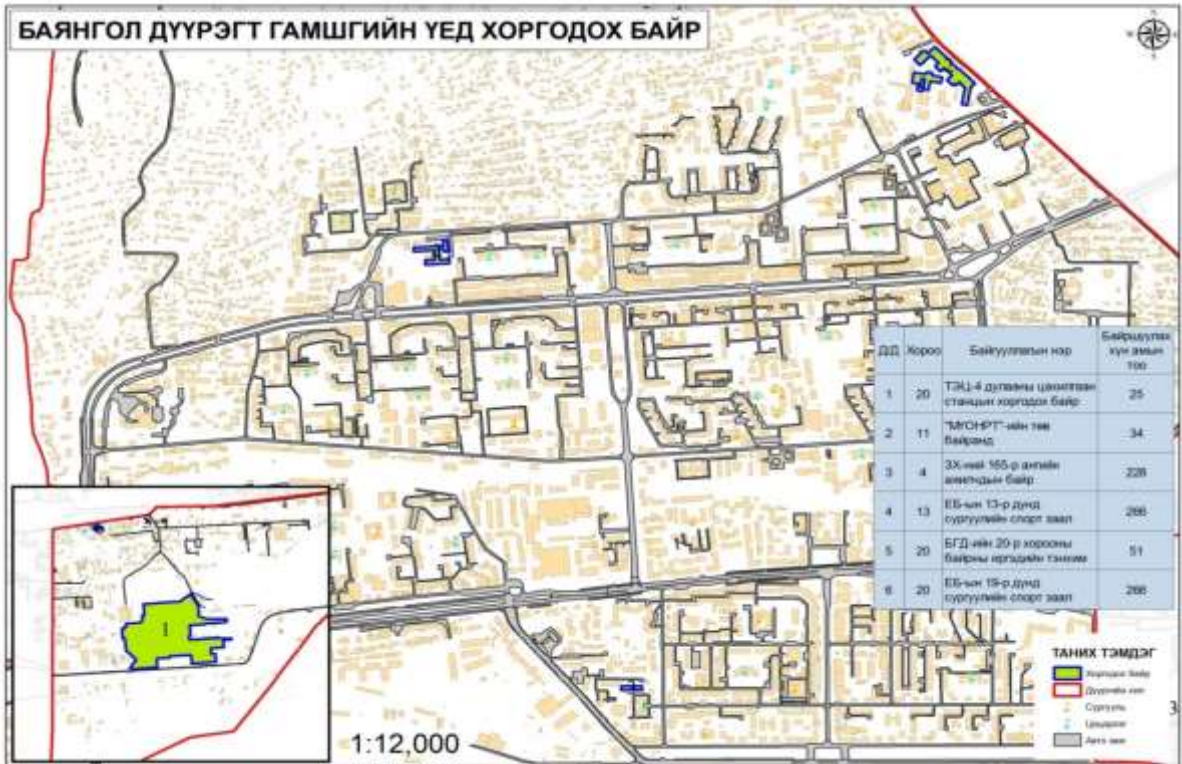 БАЯНГОЛ ДҮҮРЭГТ ГАМШГИЙН ҮЕД ХОРГОДОХ БАЙР
Д/Д Хороо Байгууллагын нэр Байршуулах хүн амын тоо
1 20 ТЭЦ-4 дулааны цахилгаан станцын хоргодох байр 25
2 11 "МҮОНРТ"-ийн төв байранд 34
3 4 ЗХ-ний 165-р ангийн амилчдын байр 228
4 13 ЕБ-ын 13-р дунд сургуулийн спорт заал 266
5 20 БГД-ийн 20-р хорооны байрны иргэдийн танхим 51
6 20 ЕБ-ын 19-р дунд сургуулийн спорт заал 266
1
1:12,000
ТАНИХ ТЭМДЭГ
Хоргодох байр
Дүүргийн хил
Сургууль
Цэцэрлэг
Авто зам